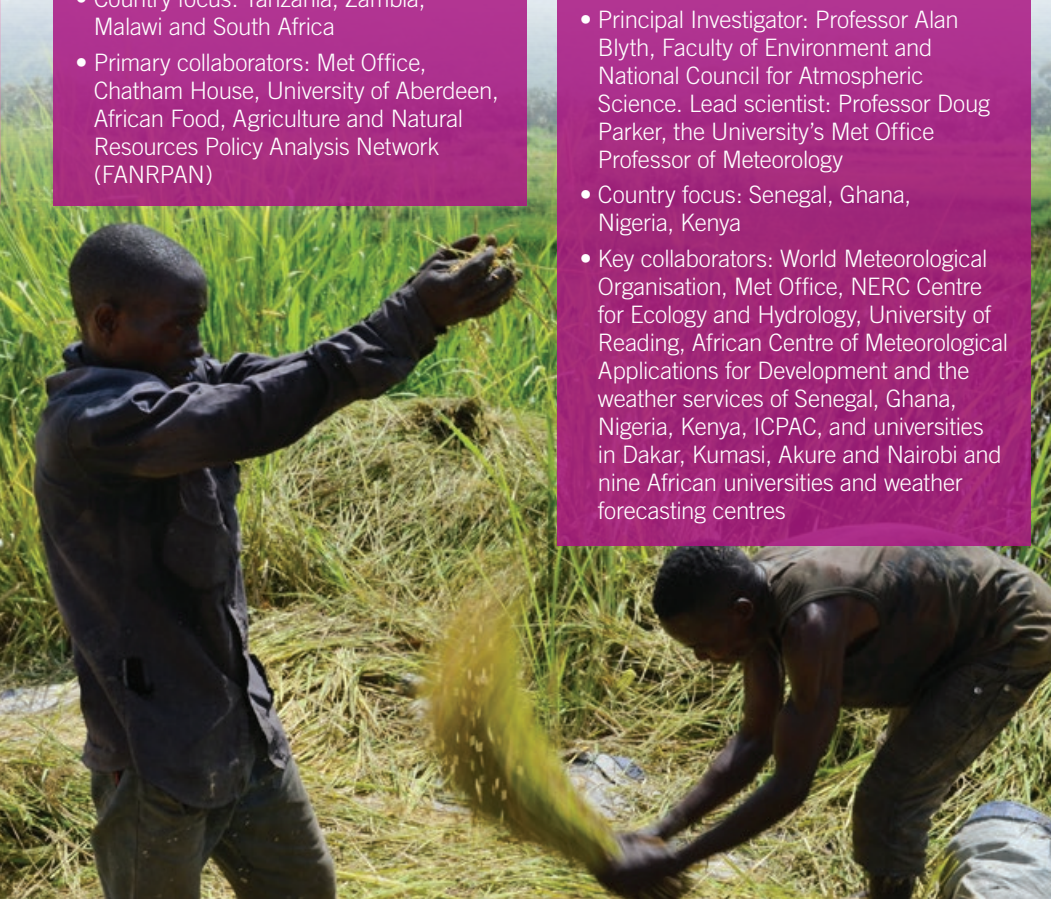 • Country focus: Tanzania, Zambia,
Malawi and South Africa
• Primary collaborators: Met Office,
Chatham House, University of Aberdeen,
African Food, Agriculture and Natural
Resources Policy Analysis Network
(FANRPAN)
• Principal Investigator: Professor Alan
Blyth, Faculty of Environment and
National Council for Atmospheric
Science. Lead scientist: Professor Doug
Parker, the University’s Met Office
Professor of Meteorology
• Country focus: Senegal, Ghana,
Nigeria, Kenya
• Key collaborators: World Meteorological
Organisation, Met Office, NERC Centre
for Ecology and Hydrology, University of
Reading, African Centre of Meteorological
Applications for Development and the
weather services of Senegal, Ghana,
Nigeria, Kenya, ICPAC, and universities
in Dakar, Kumasi, Akure and Nairobi and
nine African universities and weather
forecasting centres